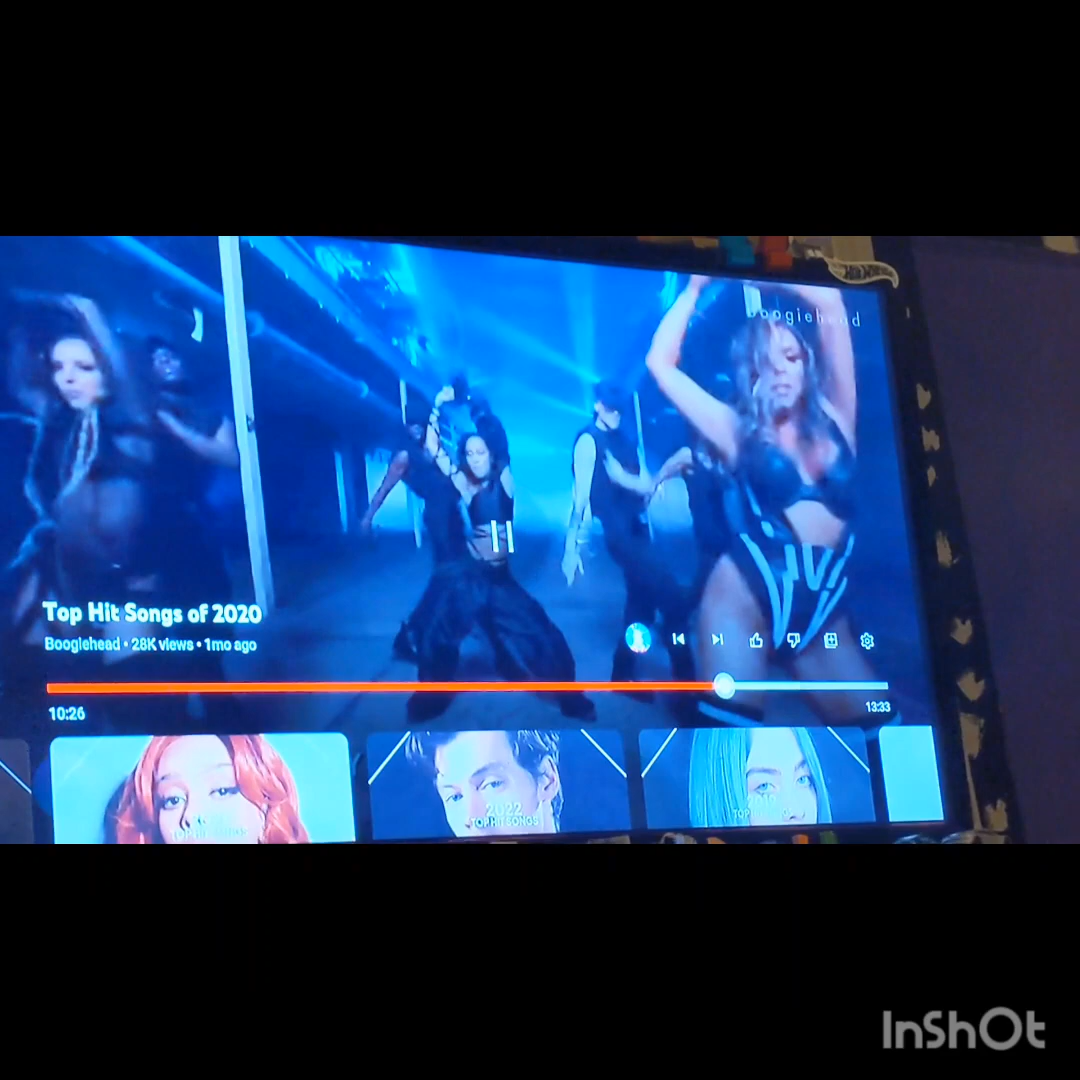 Boogiehead
Top Hit Songs of 2020
Boogiehead • 28K views • 1mo ago
10:26
13:33
2022
TOP HIT SONGS
InShOt